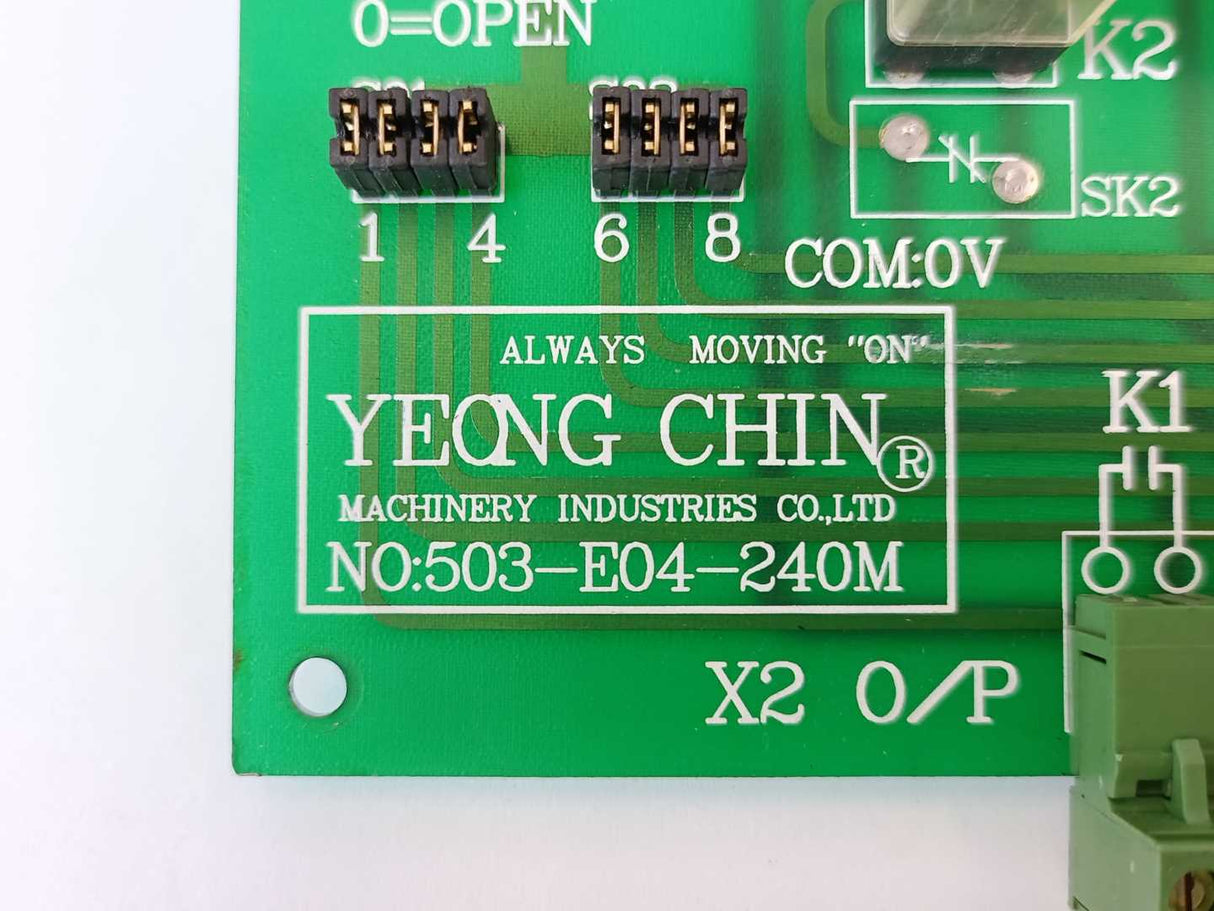 0=OPEN
K2
SK2
1 4 6 8
COM:0V
ALWAYS MOVING "ON"
YEONG CHIN®
MACHINERY INDUSTRIES CO.,LTD
NO:503-E04-240M
K1
X2 O/P